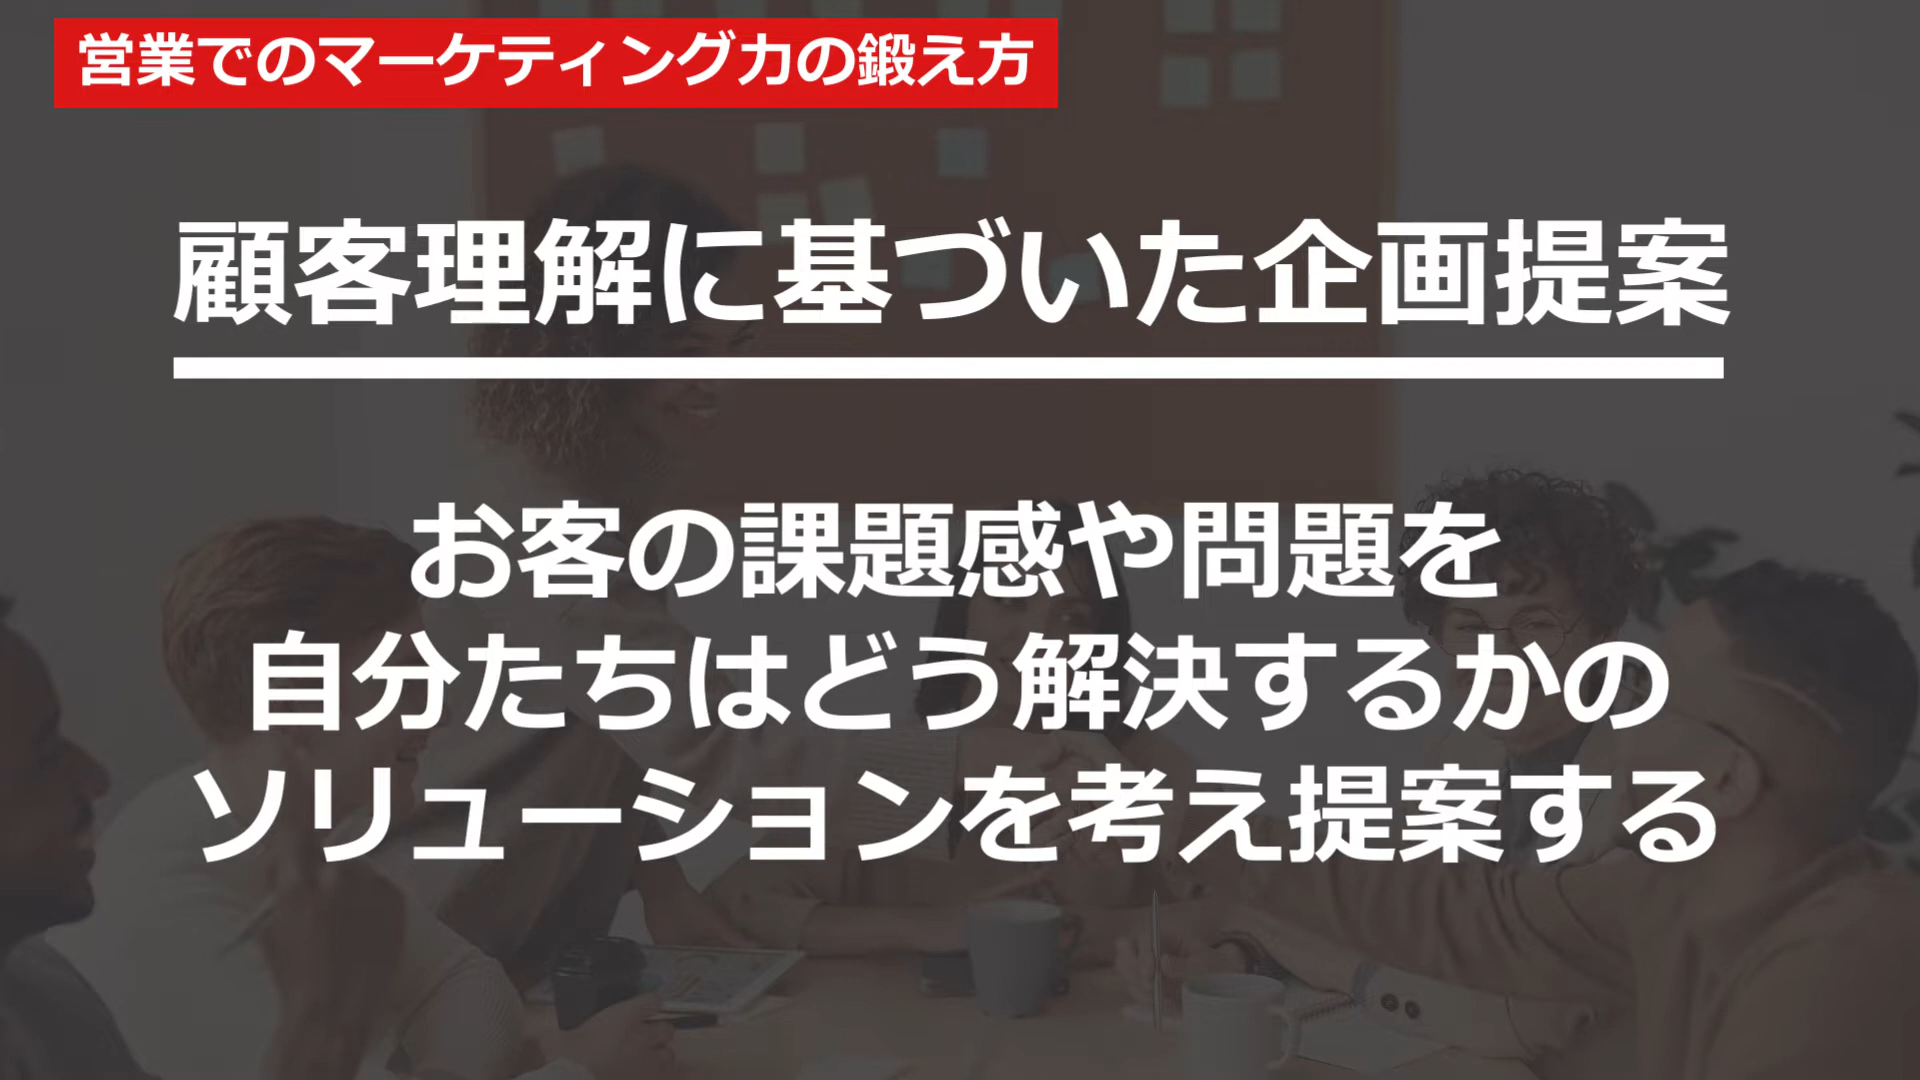 営業でのマーケティング力の鍛え方
顧客理解に基づいた企画提案
お客の課題感や問題を
自分たちはどう解決するかの
ソリューションを考え提案する